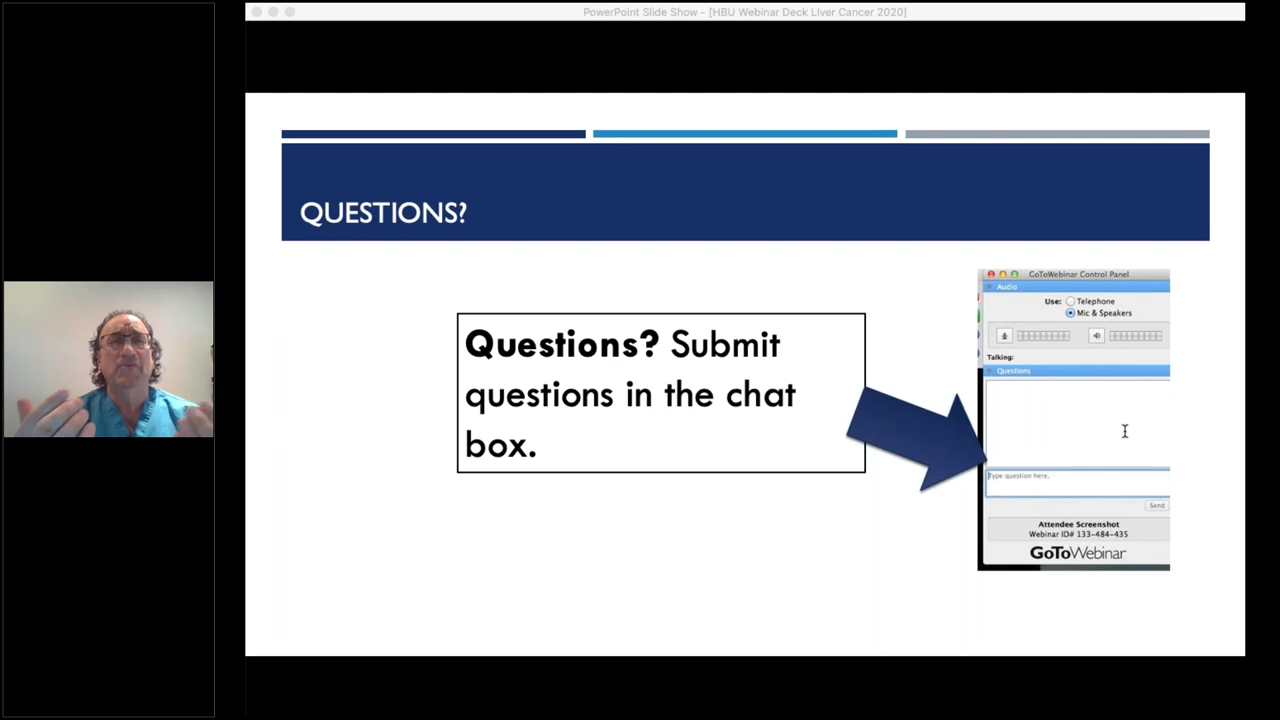 PowerPoint Slide Show - [HBU Webinar Deck LIver Cancer 2020]
QUESTIONS?
Questions? Submit
questions in the chat
box.
GoToWebinar Control Panel
Audio
Use: Telephone
Mic & Speakers
Talking:
Questions
Type question here.
Send
Attendee Screenshot
Webinar ID# 133-484-435
GoToWebinar